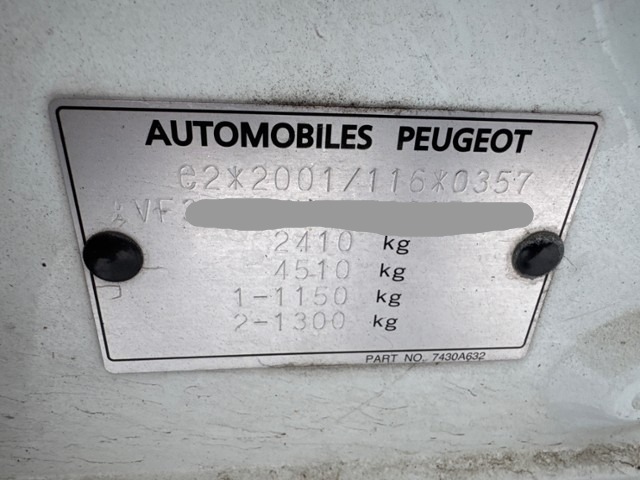 AUTOMOBILES PEUGEOT
e2*2001/116*0357
VF3
2410 kg
4510 kg
1-1150 kg
2-1300 kg
PART NO. 7430A632